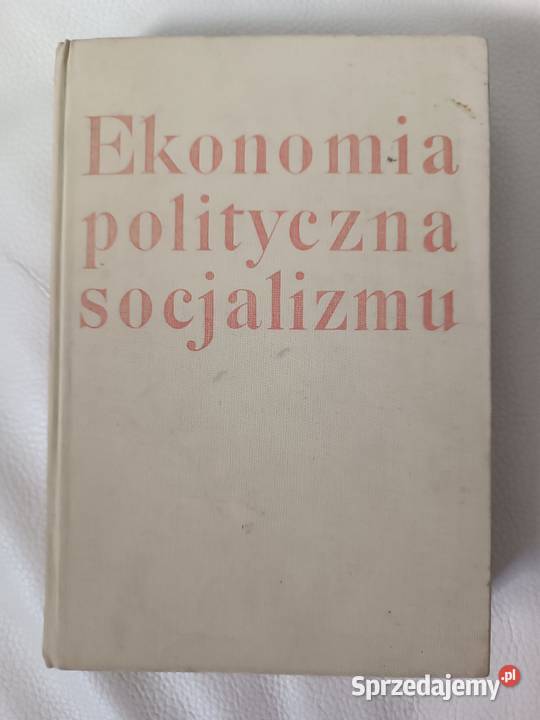 Ekonomia
polityczna
socjalizmu
Sprzedajemy.pl